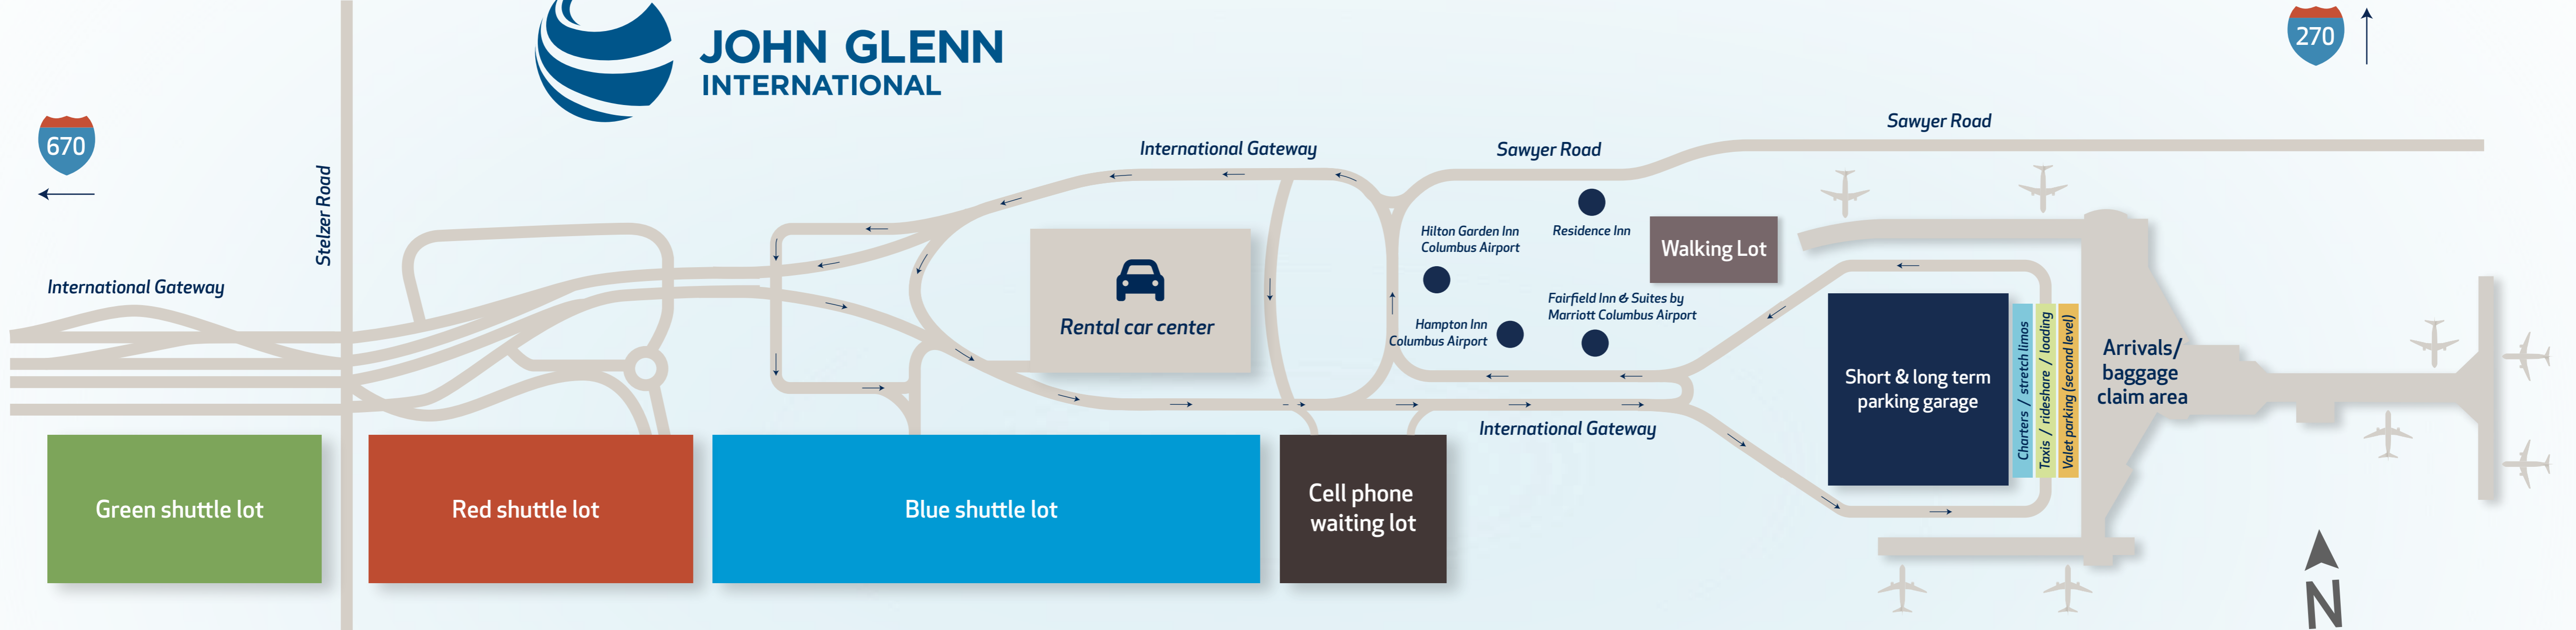 JOHN GLENN
INTERNATIONAL
270
670
Sawyer Road
International Gateway
Sawyer Road
Stelzer Road
International Gateway
Hilton Garden Inn
Columbus Airport
Residence Inn
Walking Lot
Fairfield Inn & Suites by
Marriott Columbus Airport
Hampton Inn
Columbus Airport
Rental car center
Short & long term
parking garage
Charters / stretch limos
Taxis / rideshare / loading
Valet parking (second level)
Arrivals/
baggage
claim area
International Gateway
Green shuttle lot
Red shuttle lot
Blue shuttle lot
Cell phone
waiting lot
N